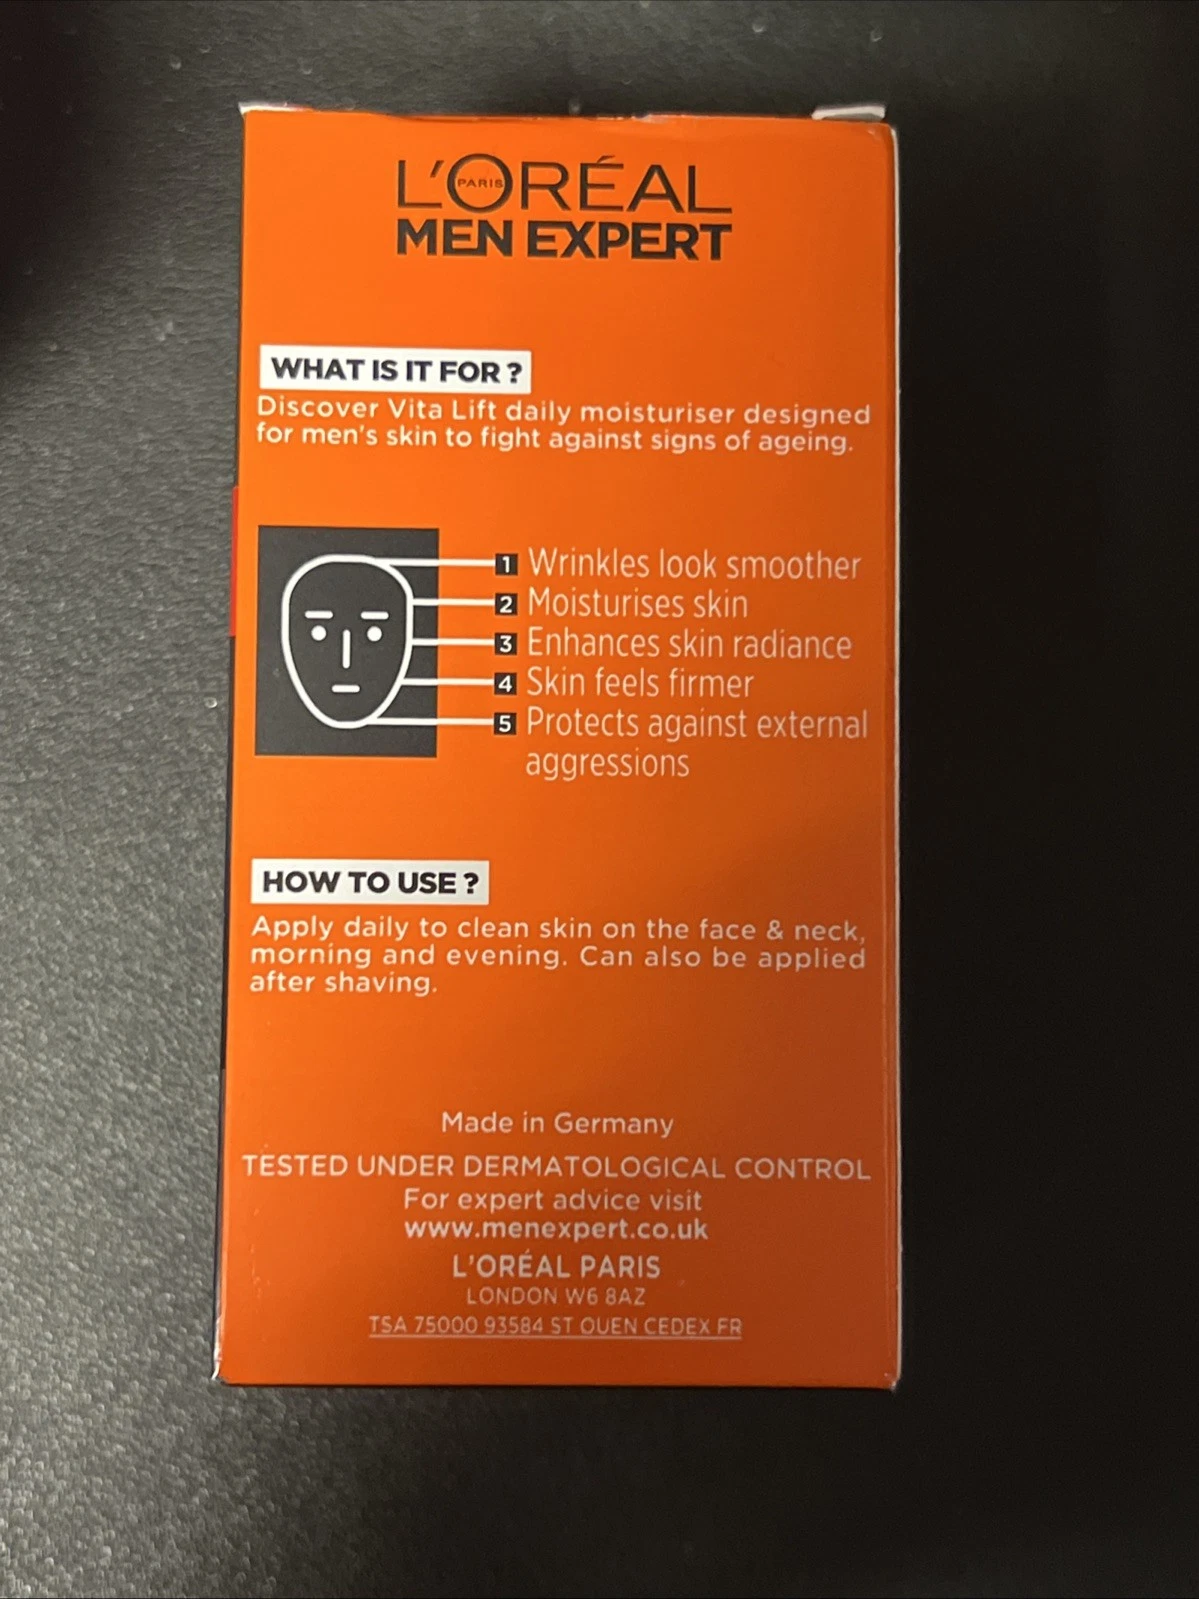 L'ORÉAL
PARIS
MEN EXPERT
WHAT IS IT FOR ?
Discover Vita Lift daily moisturiser designed
for men's skin to fight against signs of ageing.
1 Wrinkles look smoother
2 Moisturises skin
3 Enhances skin radiance
4 Skin feels firmer
5 Protects against external
aggressions
HOW TO USE ?
Apply daily to clean skin on the face & neck,
morning and evening. Can also be applied
after shaving.
Made in Germany
TESTED UNDER DERMATOLOGICAL CONTROL
For expert advice visit
www.menexpert.co.uk
L'ORÉAL PARIS
LONDON W6 8AZ
TSA 75000 93584 ST OUEN CEDEX FR